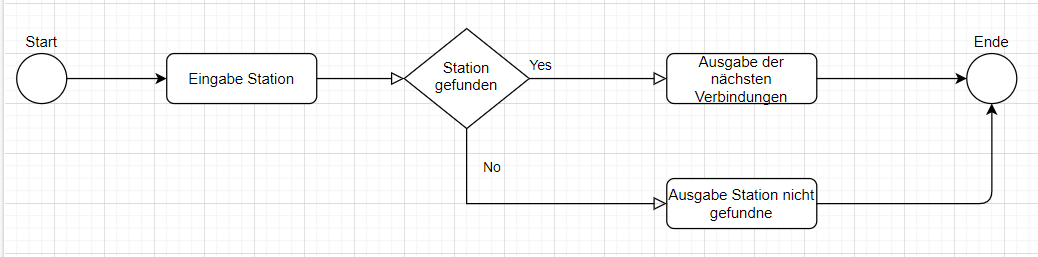 Start
Eingabe Station
Station
gefunden
Yes
Ausgabe der
nächsten
Verbindungen
Ende
No
Ausgabe Station nicht
gefundne